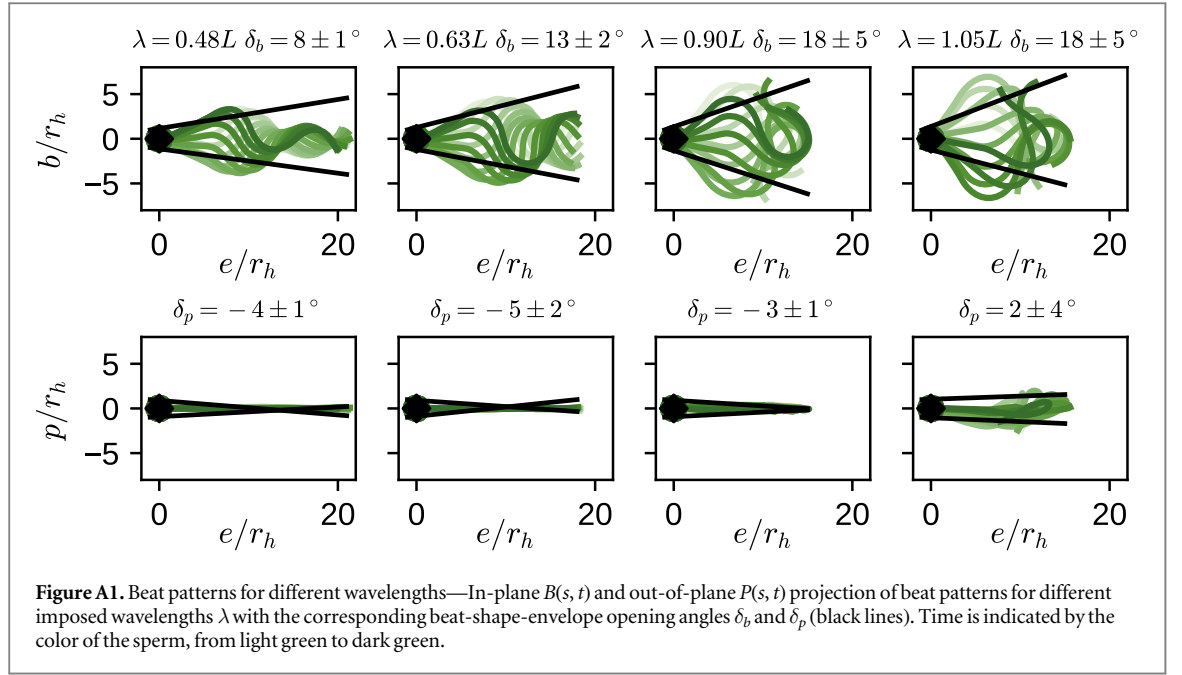 λ = 0.48L δ_b = 8 ± 1° λ = 0.63L δ_b = 13 ± 2° λ = 0.90L δ_b = 18 ± 5° λ = 1.05L δ_b = 18 ± 5°
5
0
−5
b/r_h
0 20 0 20 0 20 0 20
e/r_h e/r_h e/r_h e/r_h
δ_p = − 4 ± 1° δ_p = − 5 ± 2° δ_p = − 3 ± 1° δ_p = 2 ± 4°
5
0
−5
p/r_h
0 20 0 20 0 20 0 20
e/r_h e/r_h e/r_h e/r_h
Figure A1. Beat patterns for different wavelengths—In-plane B(s, t) and out-of-plane P(s, t) projection of beat patterns for different
imposed wavelengths λ with the corresponding beat-shape-envelope opening angles δ_b and δ_p (black lines). Time is indicated by the
color of the sperm, from light green to dark green.